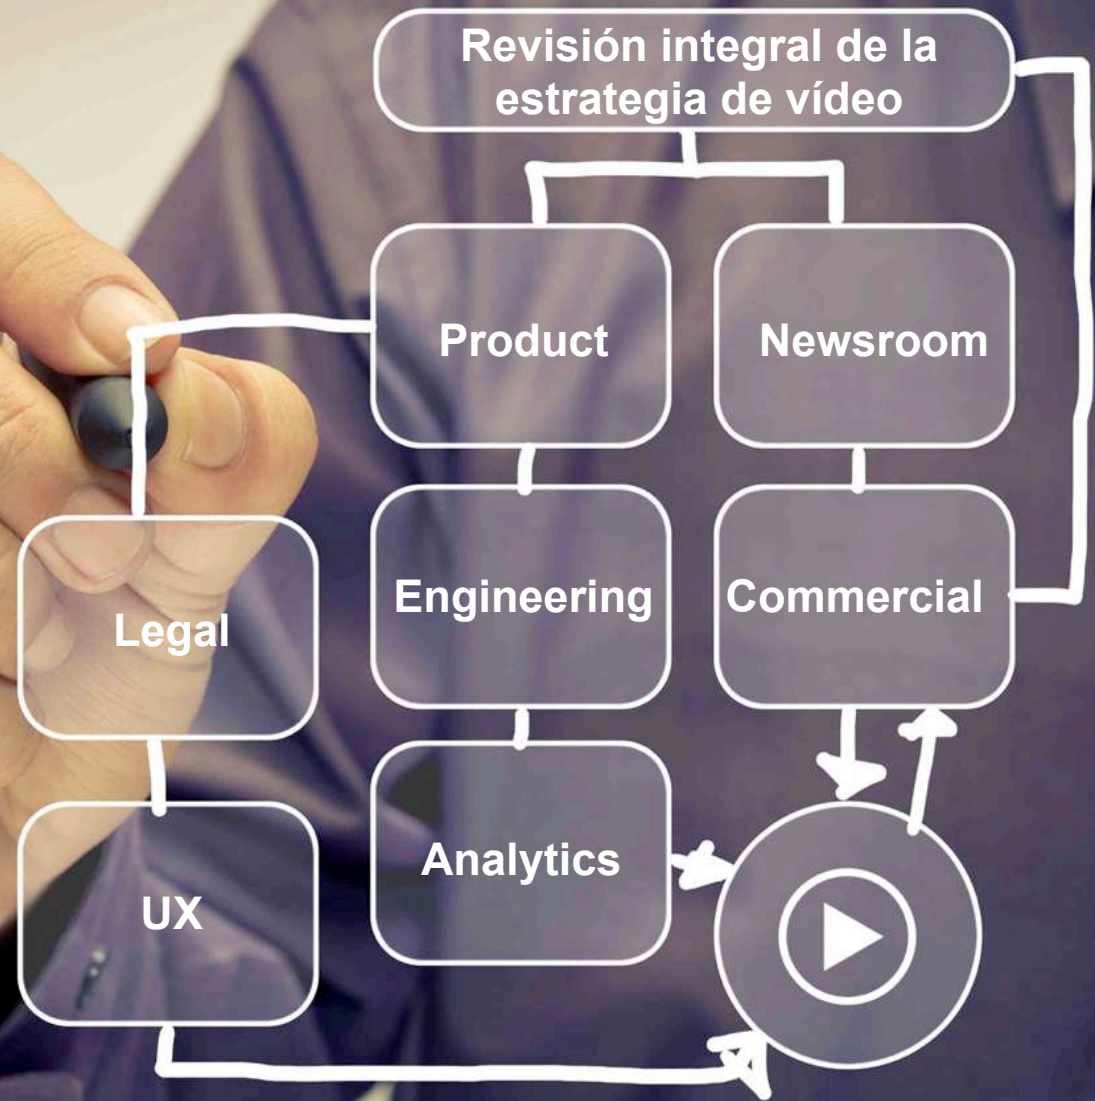 Revisión integral de la
estrategia de vídeo
Product
Newsroom
Legal
Engineering
Commercial
UX
Analytics